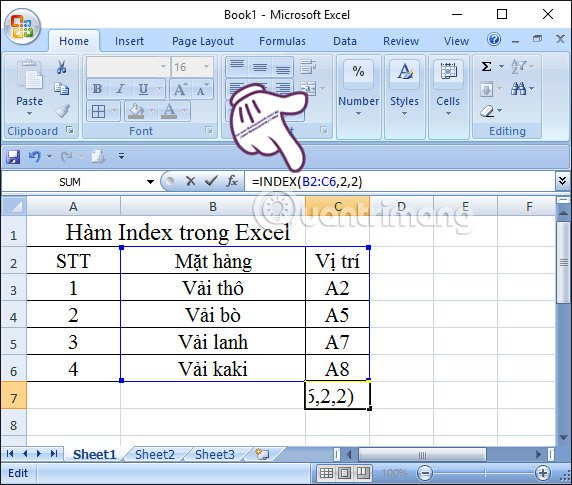 Book1 - Microsoft Excel
Home Insert Page Layout Formulas Data Review View
16
Paste B I U A A Number Styles Cells
%
Clipboard Font Editing
SUM =INDEX(B2:C6,2,2)
A B C D E F
1 Hàm Index trong Excel
Quantrimang
2 STT Mặt hàng Vị trí
3 1 Vải thô A2
4 2 Vải bò A5
5 3 Vải lanh A7
6 4 Vải kaki A8
7 6,2,2)
8
Sheet1 Sheet2 Sheet3
Edit 100%